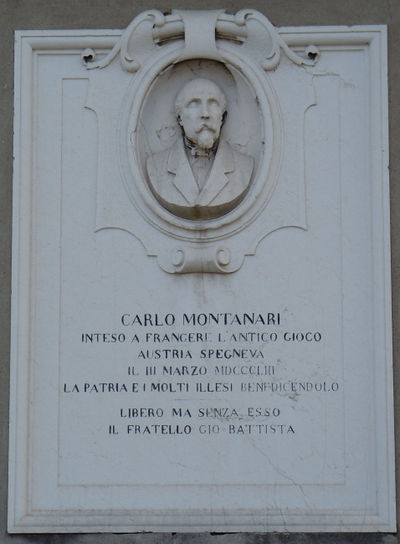 CARLO MONTANARI
INTESO A FRANGERE L'ANTICO GIOCO
AUSTRIA SPEGNEVA
IL III MARZO MDCCCLIII
LA PATRIA E I MOLTI ILLESI BENEDICENDOLO
LIBERO MA SENZA ESSO
IL FRATELLO GIO BATTISTA